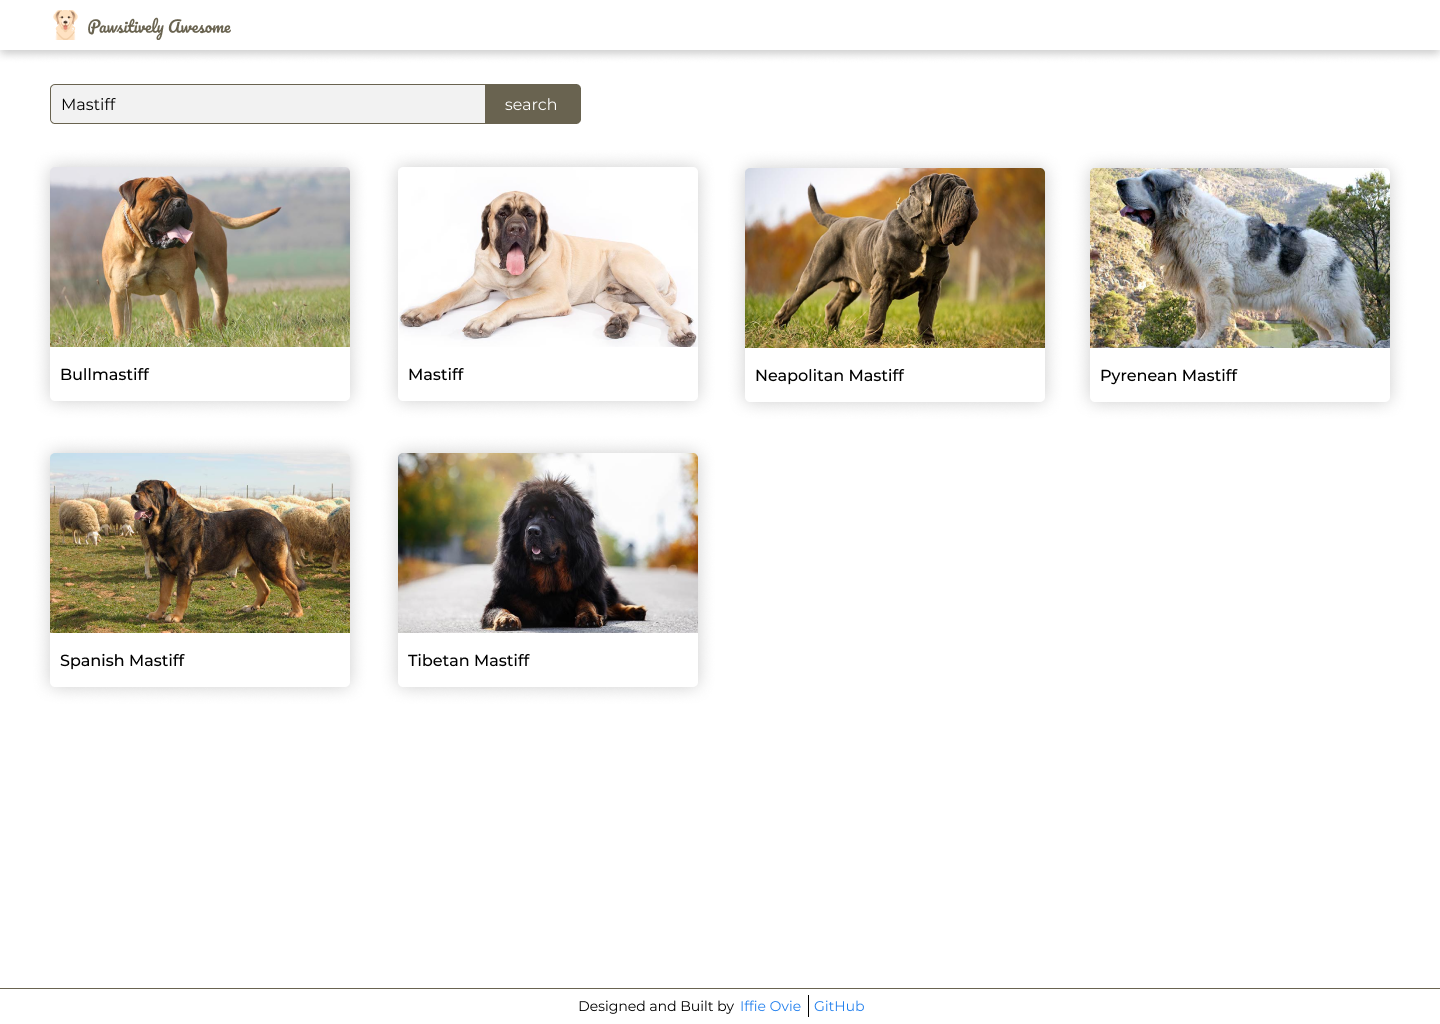 Pawsitively Awesome
Mastiff
search
Bullmastiff
Mastiff
Neapolitan Mastiff
Pyrenean Mastiff
Spanish Mastiff
Tibetan Mastiff
Designed and Built by Iffie Ovie GitHub